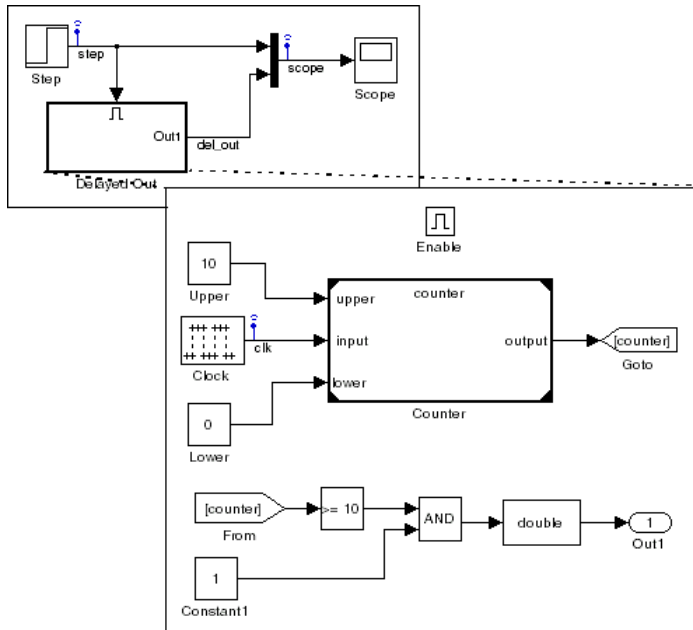 step
scope
Step
Scope
Out1
del_out
Delayed Out
Enable
10
Upper
upper
counter
clk
input
output
[counter]
Clock
Goto
lower
Counter
0
Lower
[counter]
>= 10
AND
double
1
From
Out1
1
Constant1